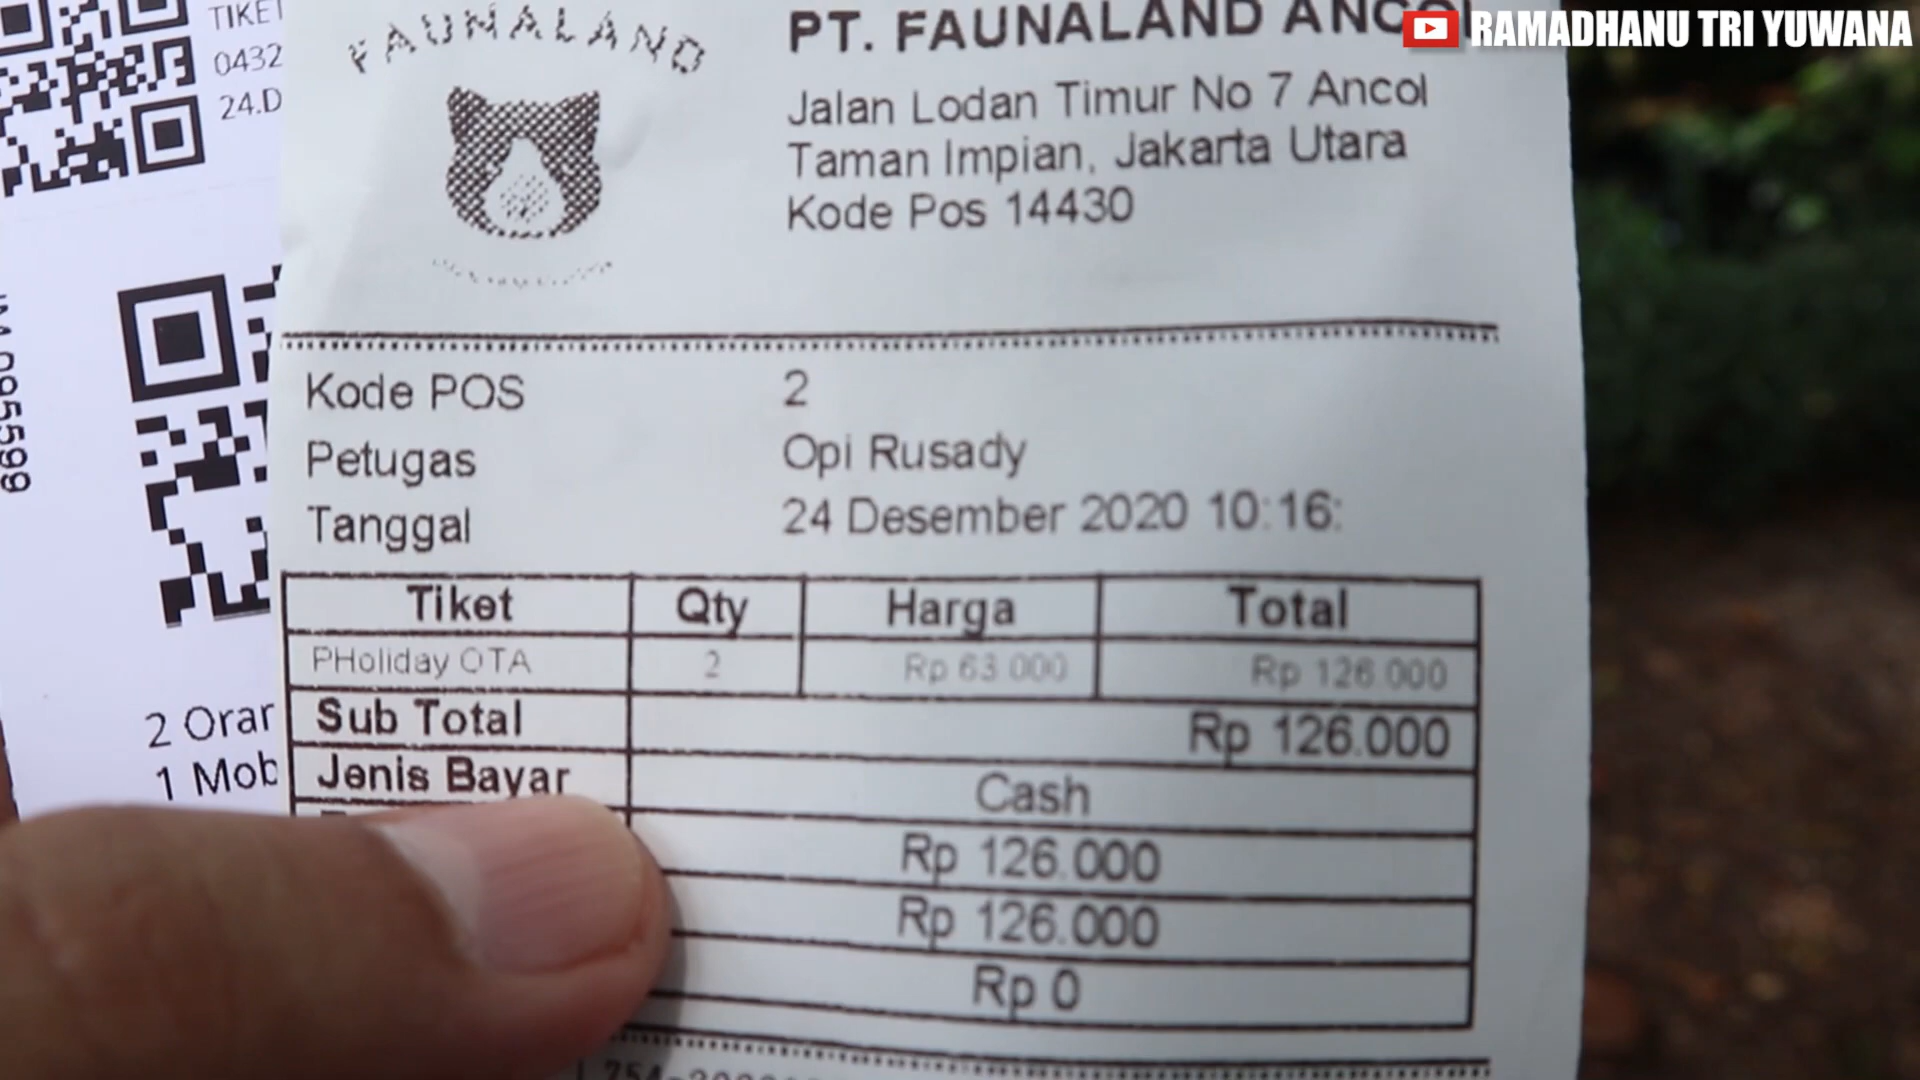 RAMADHANU TRI YUWANA
TIKET
0432
24.D
FAUNALAND
PT. FAUNALAND ANCO
Jalan Lodan Timur No 7 Ancol
Taman Impian, Jakarta Utara
Kode Pos 14430
Kode POS 2
Petugas Opi Rusady
Tanggal 24 Desember 2020 10:16:
Tiket Qty Harga Total
PHoliday OTA 2 Rp 63.000 Rp 126.000
Sub Total Rp 126.000
Jenis Bayar Cash
Rp 126.000
Rp 126.000
Rp 0
2 Oran
1 Mob